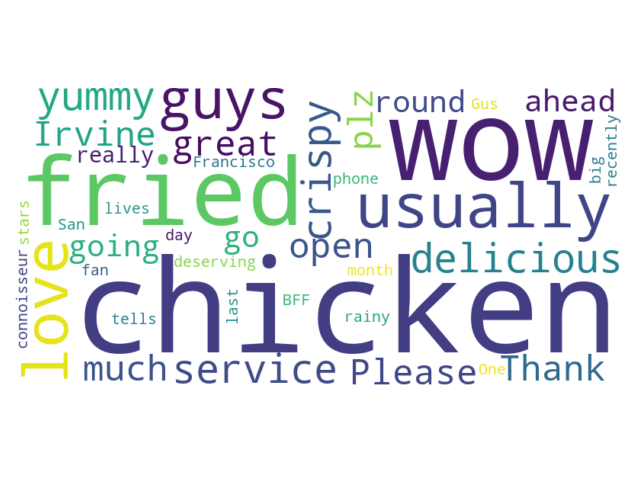 yummy guys plz round Gus ahead
Irvine great crispy wow
really Francisco big recently
fried phone usually
stars lives
San day go open delicious
going
love connoisseur fan deserving month
chicken
tells last BFF rainy
much service Please One Thank